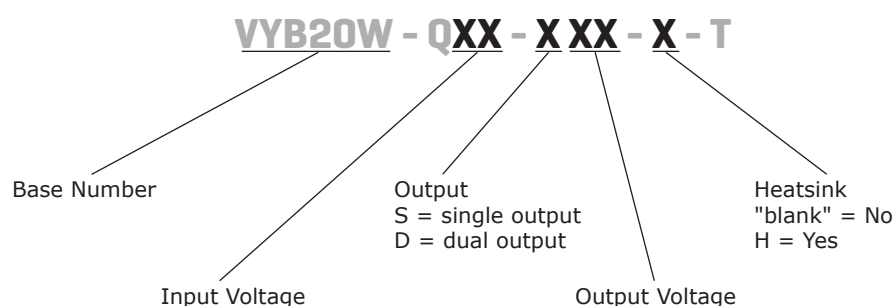 VYB20W - QXX - X XX - X - T
Base Number
Output
S = single output
D = dual output
Heatsink
"blank" = No
H = Yes
Input Voltage
Output Voltage